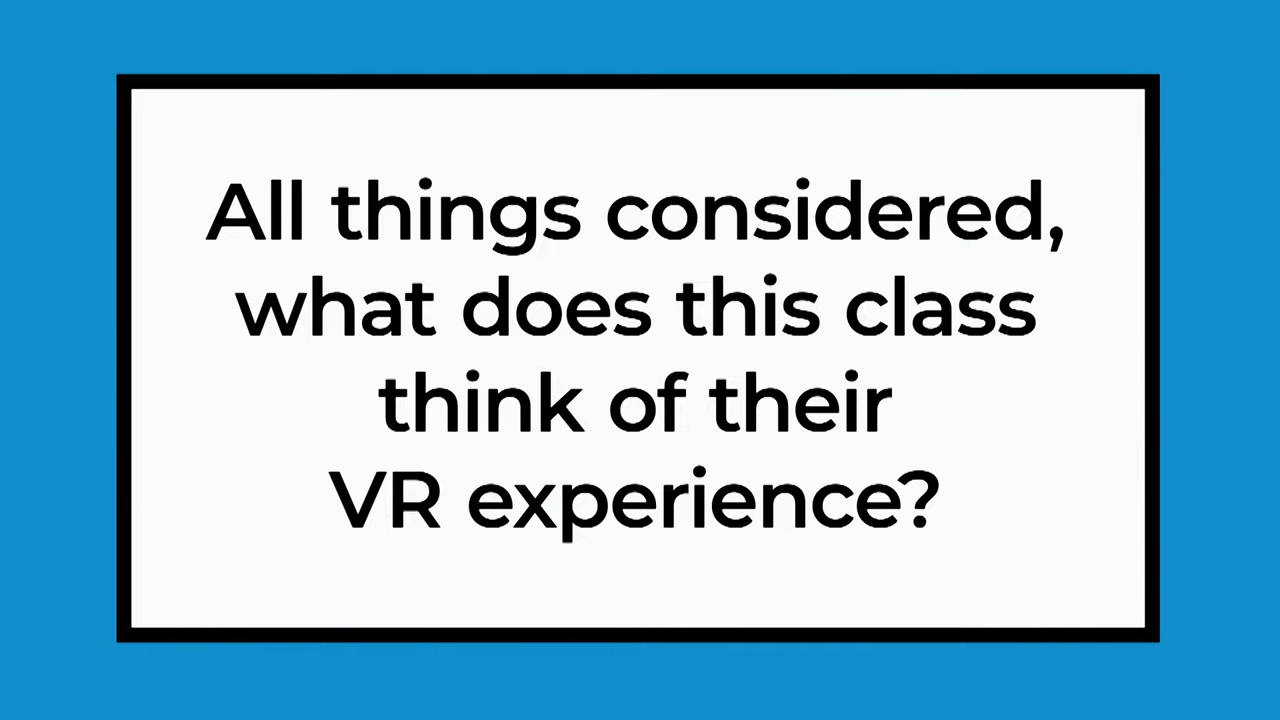 All things considered,
what does this class
think of their
VR experience?